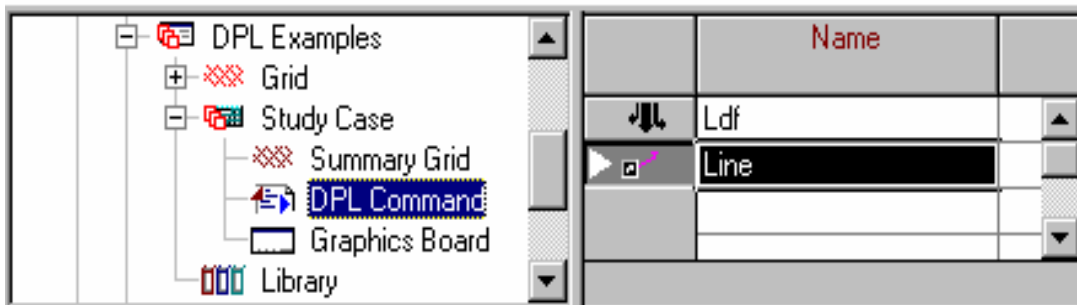 DPL Examples
Grid
Study Case
Summary Grid
DPL Command
Graphics Board
Library
Name
Ldf
Line